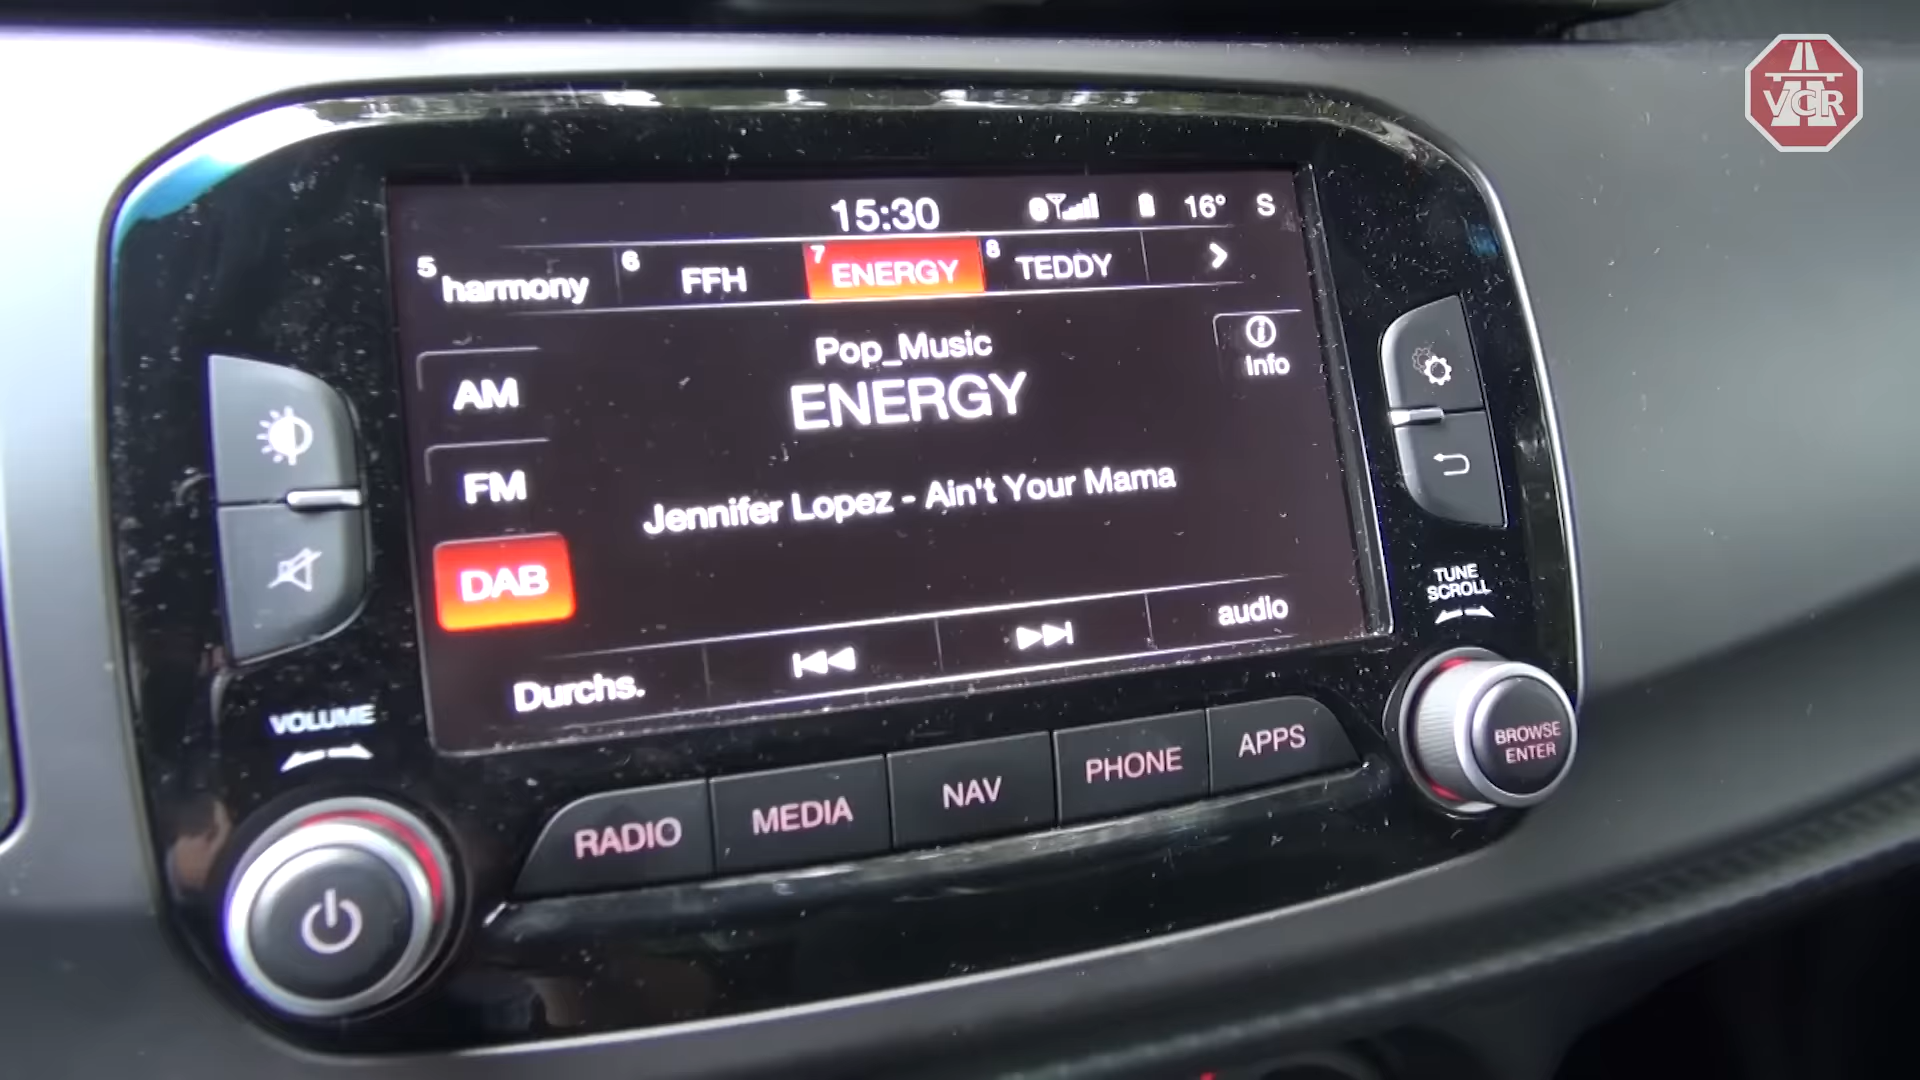 VCR
15:30 16° S
5 harmony 6 FFH 7 ENERGY 8 TEDDY
Pop_Music
Info
AM
ENERGY
FM
Jennifer Lopez - Ain't Your Mama
DAB
TUNE
SCROLL
Durchs. audio
VOLUME
RADIO MEDIA NAV PHONE APPS
BROWSE
ENTER